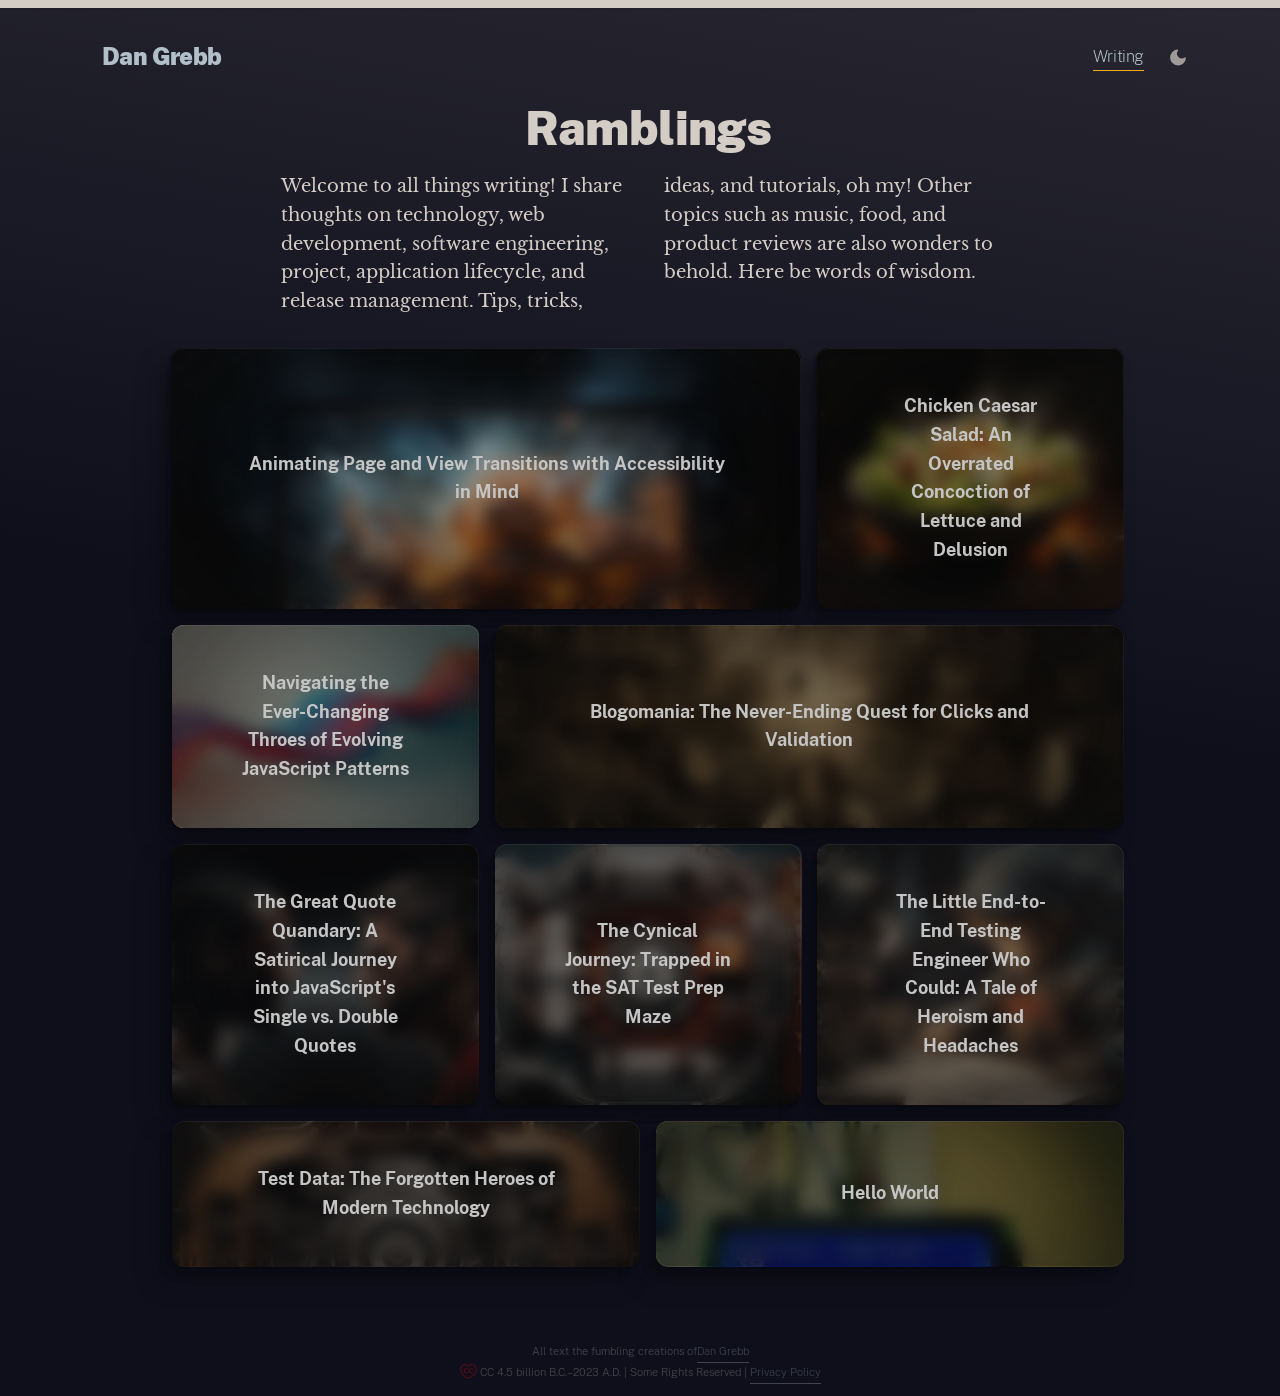 Dan Grebb
Writing
Ramblings
Welcome to all things writing! I share
thoughts on technology, web
development, software engineering,
project, application lifecycle, and
release management. Tips, tricks,
ideas, and tutorials, oh my! Other
topics such as music, food, and
product reviews are also wonders to
behold. Here be words of wisdom.
Animating Page and View Transitions with Accessibility
in Mind
Chicken Caesar
Salad: An
Overrated
Concoction of
Lettuce and
Delusion
Navigating the
Ever-Changing
Throes of Evolving
JavaScript Patterns
Blogomania: The Never-Ending Quest for Clicks and
Validation
The Great Quote
Quandary: A
Satirical Journey
into JavaScript's
Single vs. Double
Quotes
The Cynical
Journey: Trapped in
the SAT Test Prep
Maze
The Little End-to-
End Testing
Engineer Who
Could: A Tale of
Heroism and
Headaches
Test Data: The Forgotten Heroes of
Modern Technology
Hello World
All text the fumbling creations ofDan Grebb
CC 4.5 billion B.C.–2023 A.D. | Some Rights Reserved | Privacy Policy